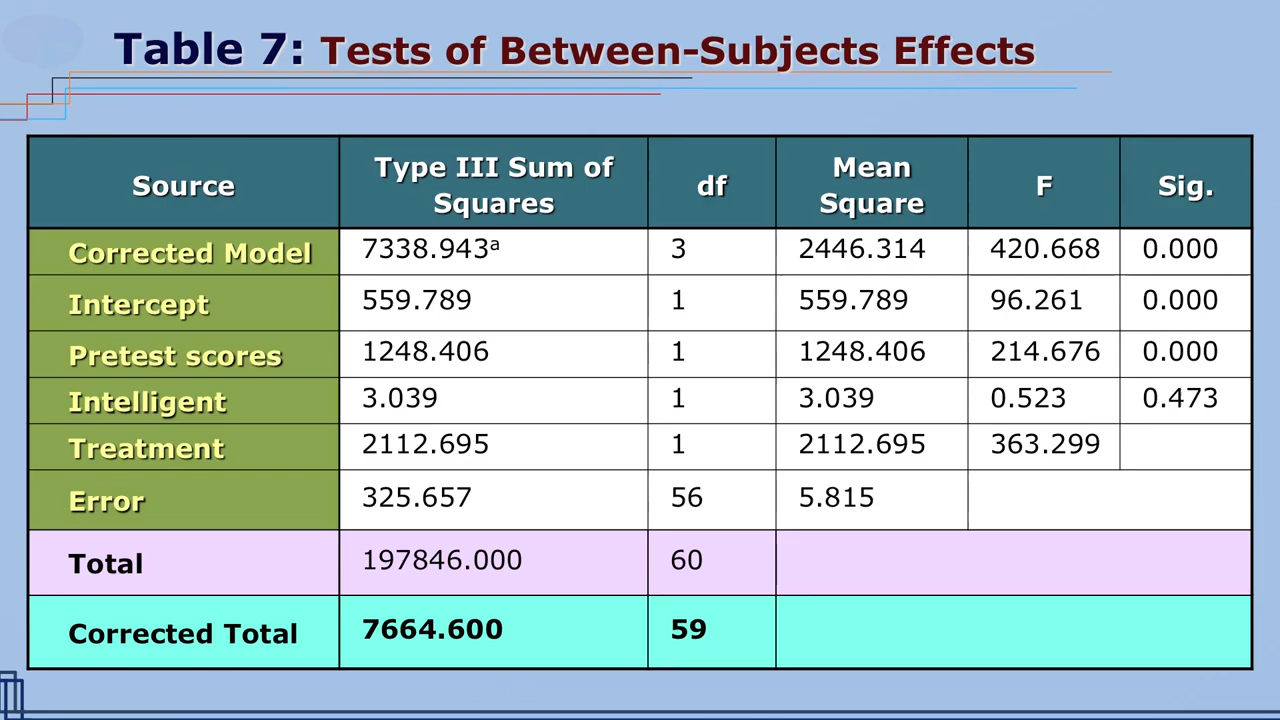 Table 7: Tests of Between-Subjects Effects
Source Type III Sum of Squares df Mean Square F Sig.
Corrected Model 7338.943a 3 2446.314 420.668 0.000
Intercept 559.789 1 559.789 96.261 0.000
Pretest scores 1248.406 1 1248.406 214.676 0.000
Intelligent 3.039 1 3.039 0.523 0.473
Treatment 2112.695 1 2112.695 363.299
Error 325.657 56 5.815
Total 197846.000 60
Corrected Total 7664.600 59